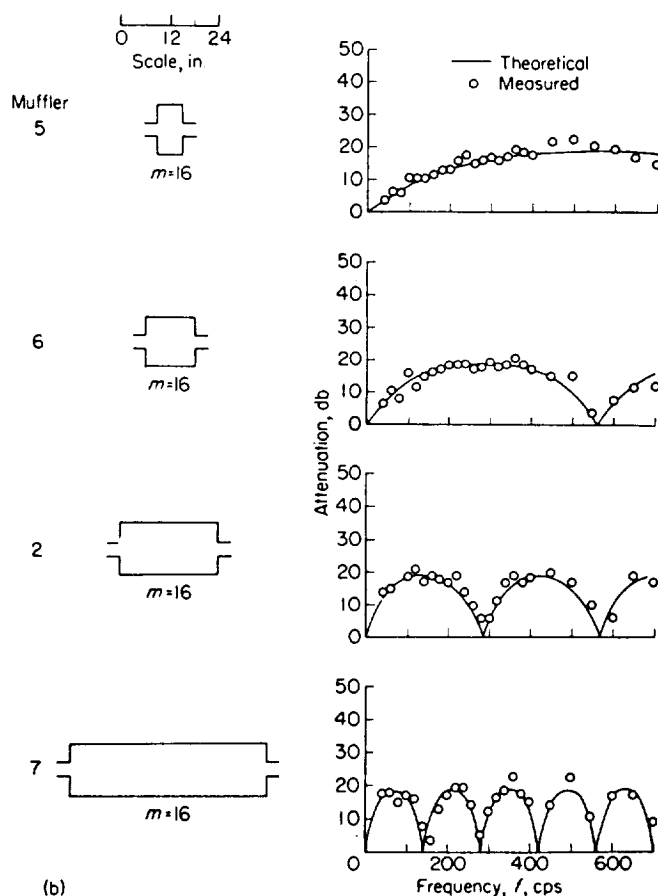 0 12 24
Scale, in.
Muffler
5
m=16
50
40
30
20
10
0
Theoretical
Measured
6
m=16
50
40
30
20
10
0
Attenuation, db
2
m=16
50
40
30
20
10
0
7
m=16
50
40
30
20
10
0
200 400 600
Frequency, f, cps
(b)